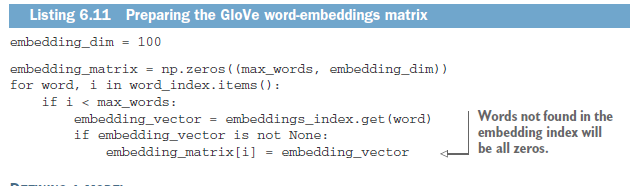 Listing 6.11 Preparing the GloVe word-embeddings matrix
embedding_dim = 100
embedding_matrix = np.zeros((max_words, embedding_dim))
for word, i in word_index.items():
    if i < max_words:
        embedding_vector = embeddings_index.get(word)
        if embedding_vector is not None:
            embedding_matrix[i] = embedding_vector
Words not found in the
embedding index will
be all zeros.